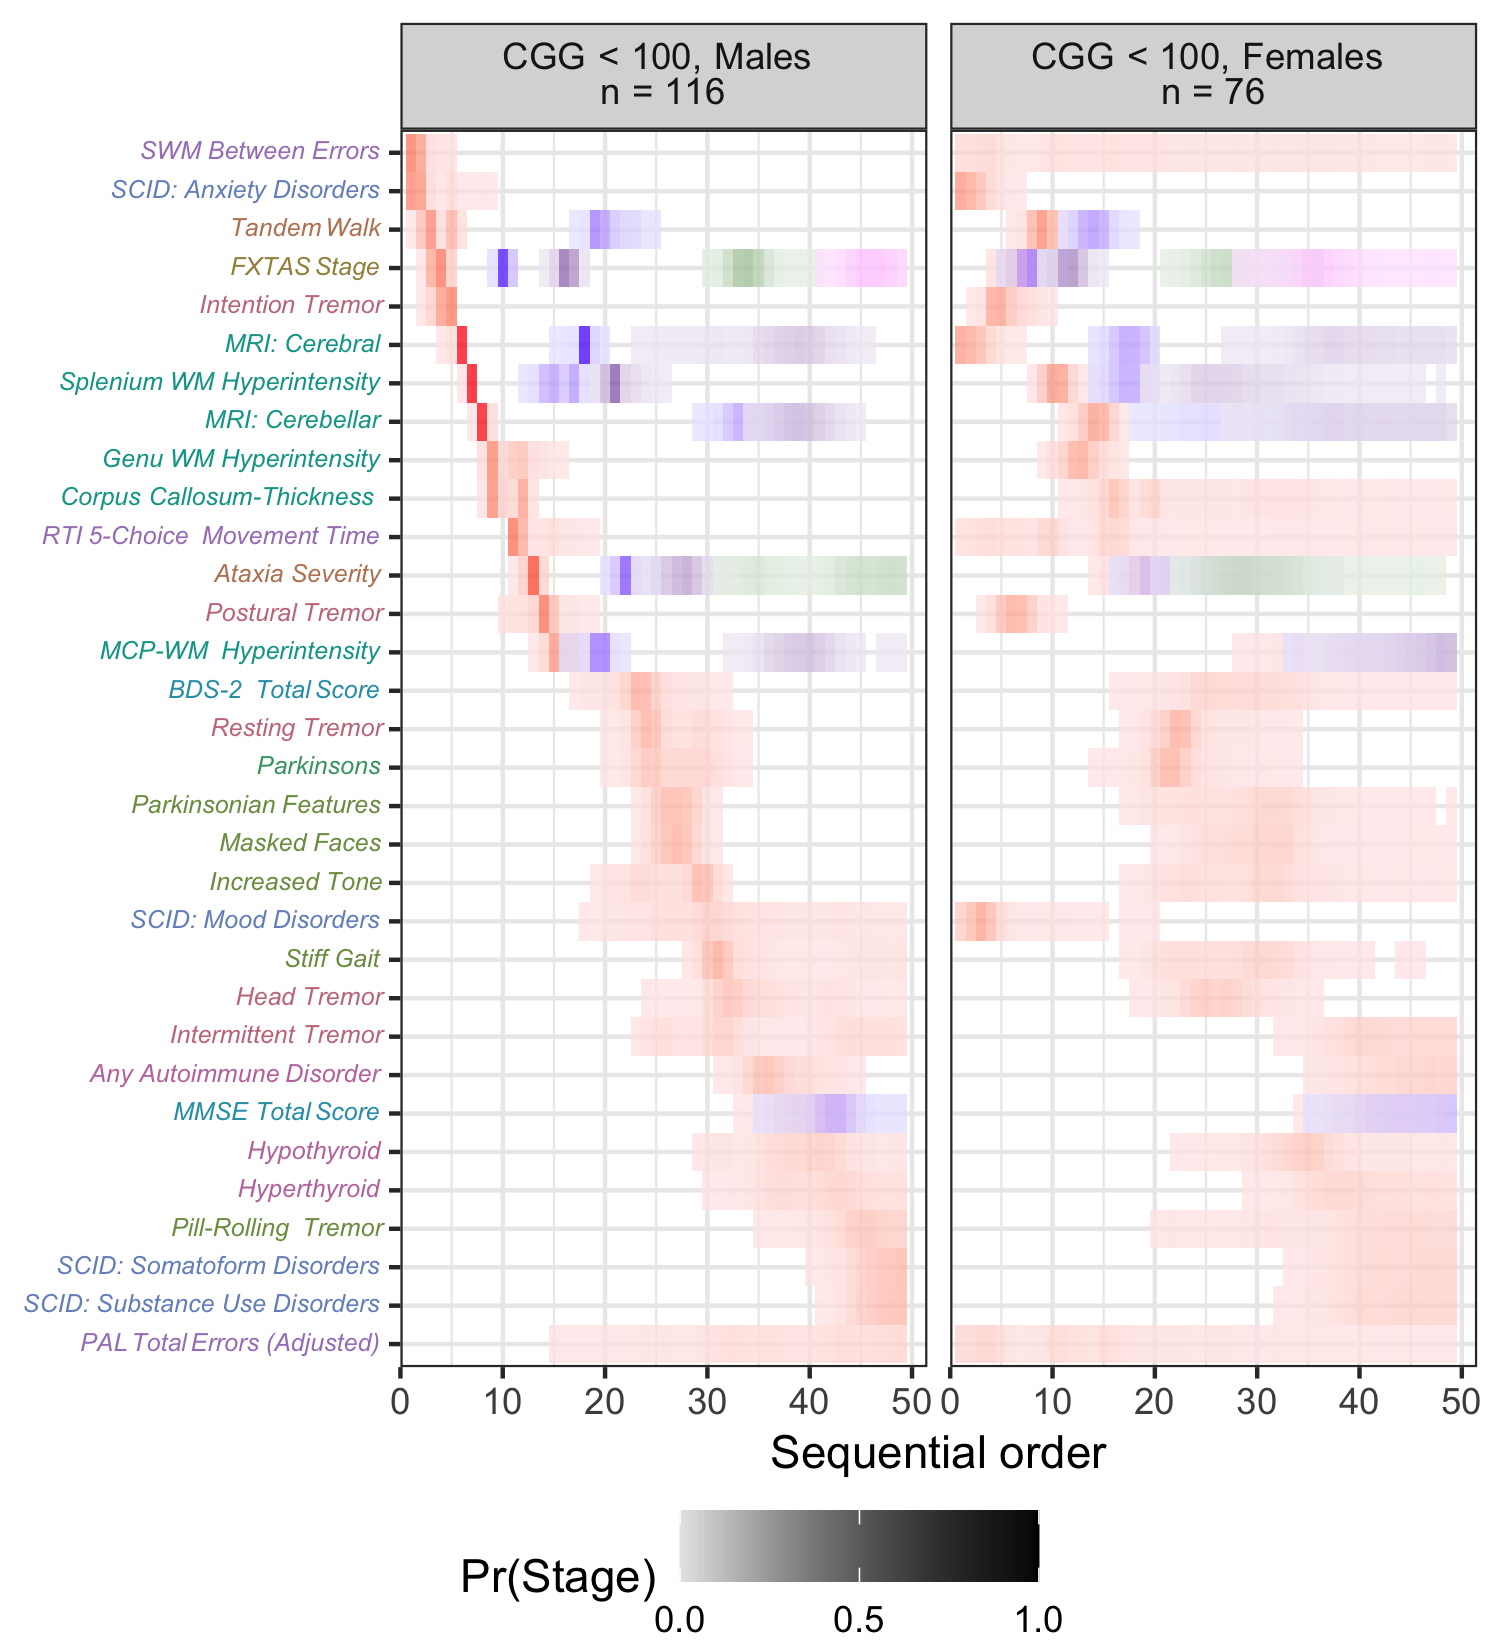 CGG < 100, Males
n = 116
CGG < 100, Females
n = 76
SWM Between Errors
SCID: Anxiety Disorders
Tandem Walk
FXTAS Stage
Intention Tremor
MRI: Cerebral
Splenium WM Hyperintensity
MRI: Cerebellar
Genu WM Hyperintensity
Corpus Callosum-Thickness
RTI 5-Choice Movement Time
Ataxia Severity
Postural Tremor
MCP-WM Hyperintensity
BDS-2 Total Score
Resting Tremor
Parkinsons
Parkinsonian Features
Masked Faces
Increased Tone
SCID: Mood Disorders
Stiff Gait
Head Tremor
Intermittent Tremor
Any Autoimmune Disorder
MMSE Total Score
Hypothyroid
Hyperthyroid
Pill-Rolling Tremor
SCID: Somatoform Disorders
SCID: Substance Use Disorders
PAL Total Errors (Adjusted)
0 10 20 30 40 50 0 10 20 30 40 50
Sequential order
Pr(Stage)
0.0 0.5 1.0